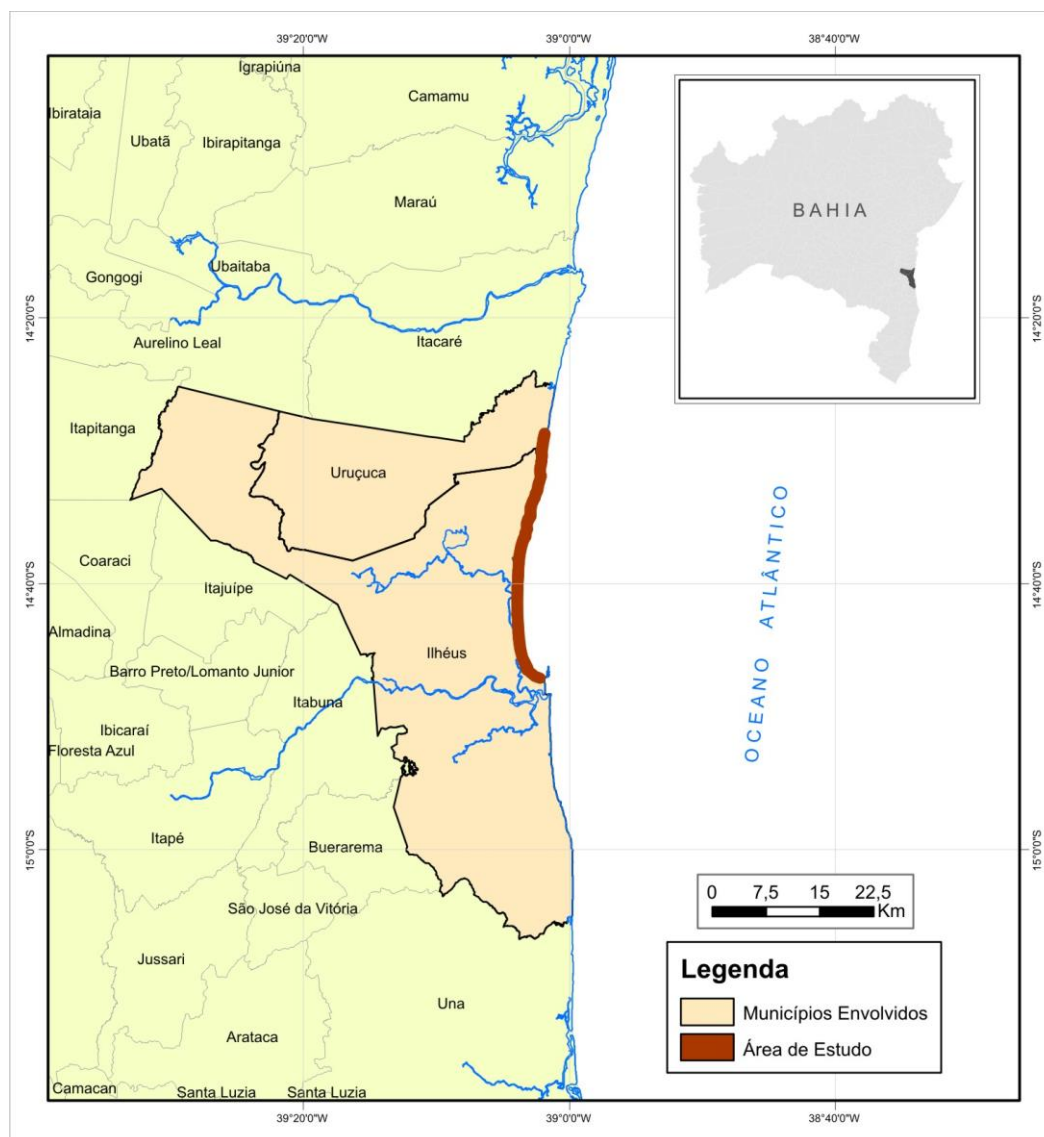 39°20'0"W
39°0'0"W
38°40'0"W
Igrapiúna
Camamu
Ibirataia
Ubatã
Ibirapitanga
Maraú
BAHIA
Gongogi
Ubaitaba
14°20'0"S
14°20'0"S
Aurelino Leal
Itacaré
Itapitanga
Uruçuca
OCEANO ATLÂNTICO
Coaraci
14°40'0"S
14°40'0"S
Itajuípe
Almadina
Ilhéus
Barro Preto/Lomanto Junior
Itabuna
Ibicaraí
Floresta Azul
Itapé
Buerarema
15°0'0"S
15°0'0"S
0 7,5 15 22,5
Km
São José da Vitória
Jussari
Legenda
Una
Municípios Envolvidos
Arataca
Área de Estudo
Camacan
Santa Luzia
Santa Luzia
39°20'0"W
39°0'0"W
38°40'0"W